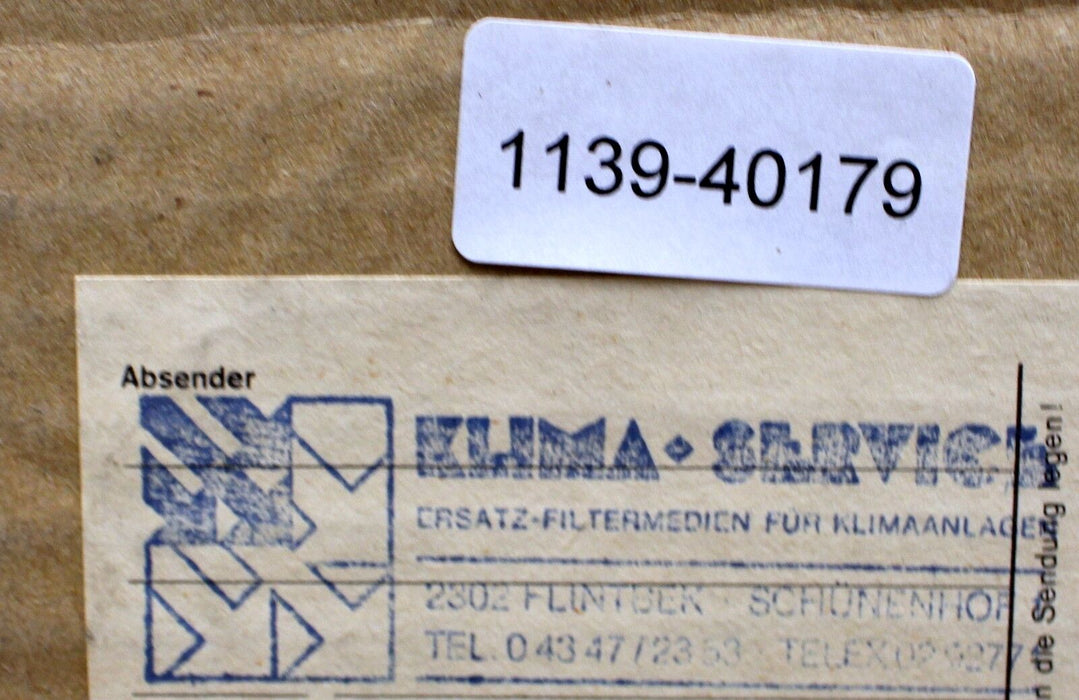 1139-40179
Absender
KLIMA · SERVICE
ERSATZ-FILTERMEDIEN FÜR KLIMAANLAGEN
2302 FLINTBEK SCHÜNENHOF
TEL. 0 43 47 / 23 53 TELEX 02 9277
die Sendung legen!